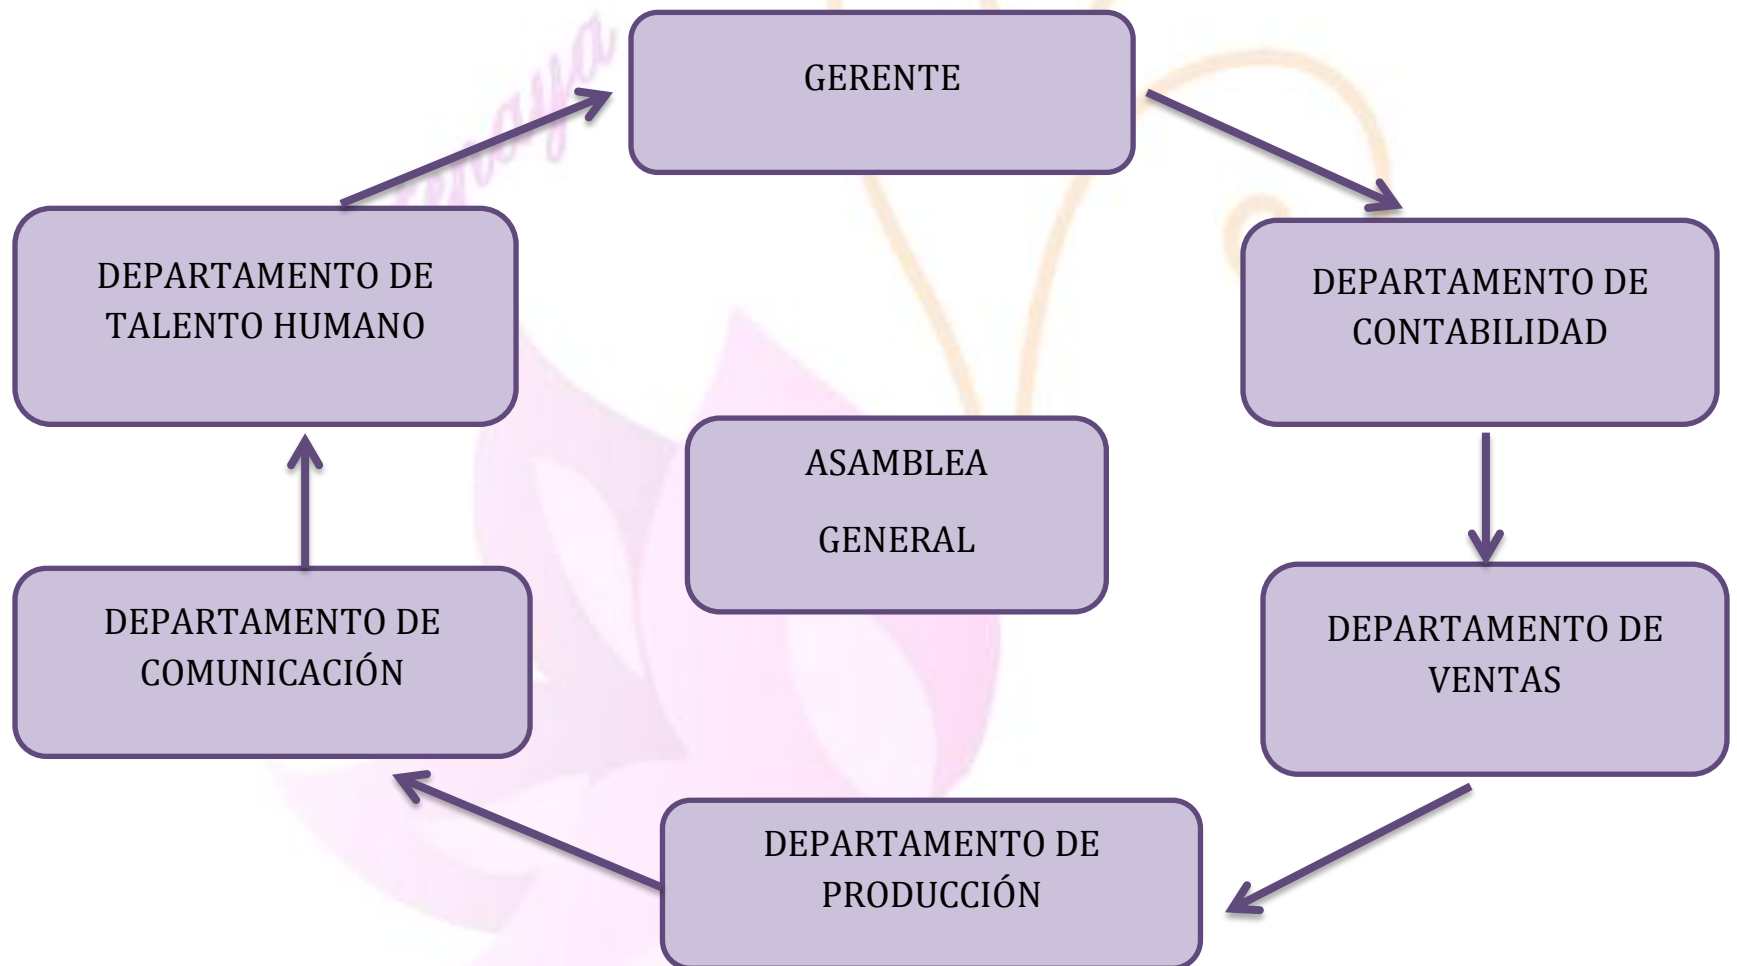 GERENTE
DEPARTAMENTO DE
TALENTO HUMANO
DEPARTAMENTO DE
CONTABILIDAD
ASAMBLEA
GENERAL
DEPARTAMENTO DE
COMUNICACIÓN
DEPARTAMENTO DE
VENTAS
DEPARTAMENTO DE
PRODUCCIÓN